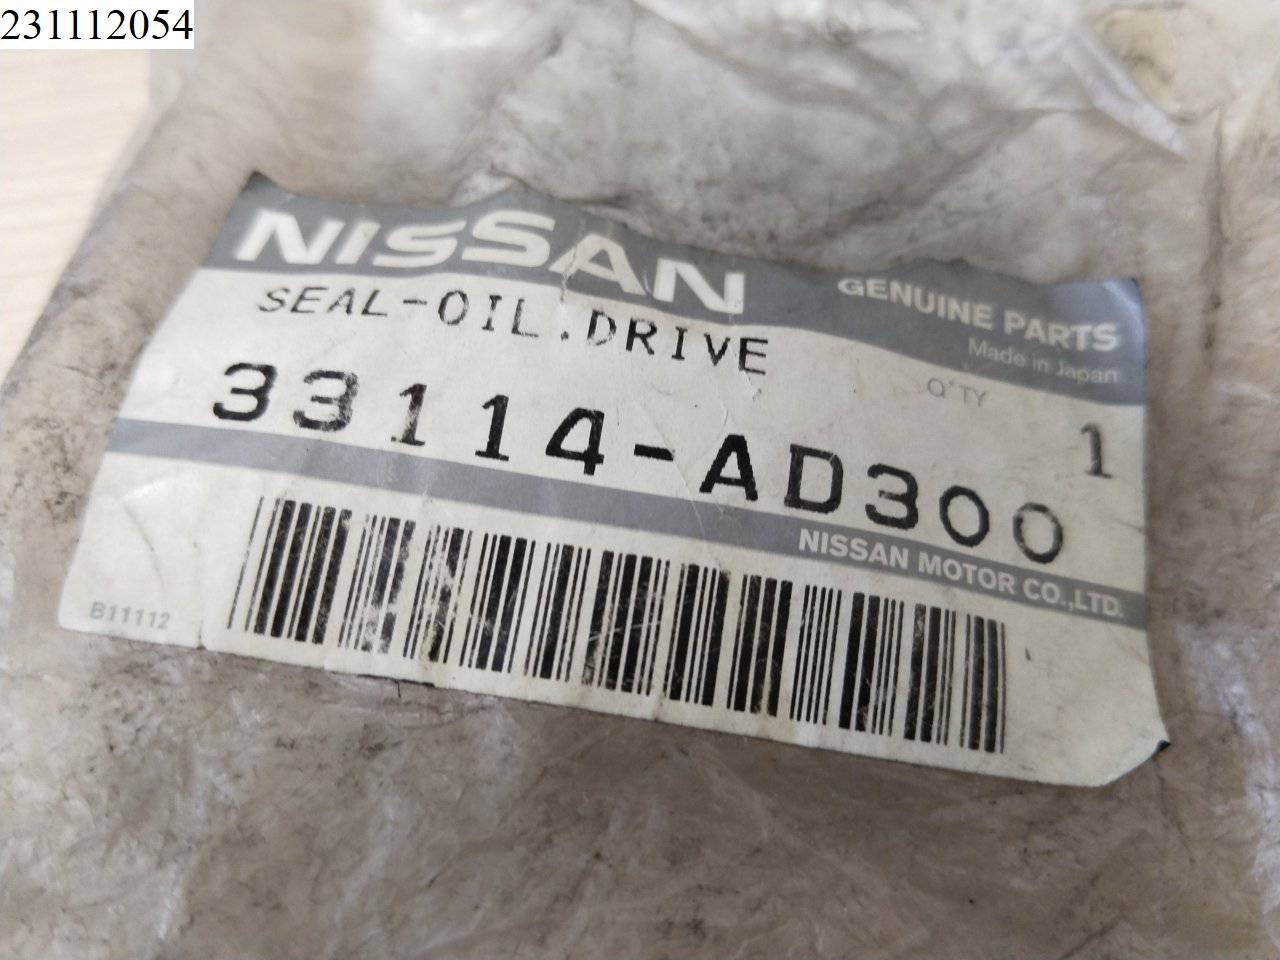 231112054
NISSAN
GENUINE PARTS
Made in Japan
SEAL-OIL.DRIVE
Q'TY
33114-AD300
1
NISSAN MOTOR CO.,LTD.
B11112